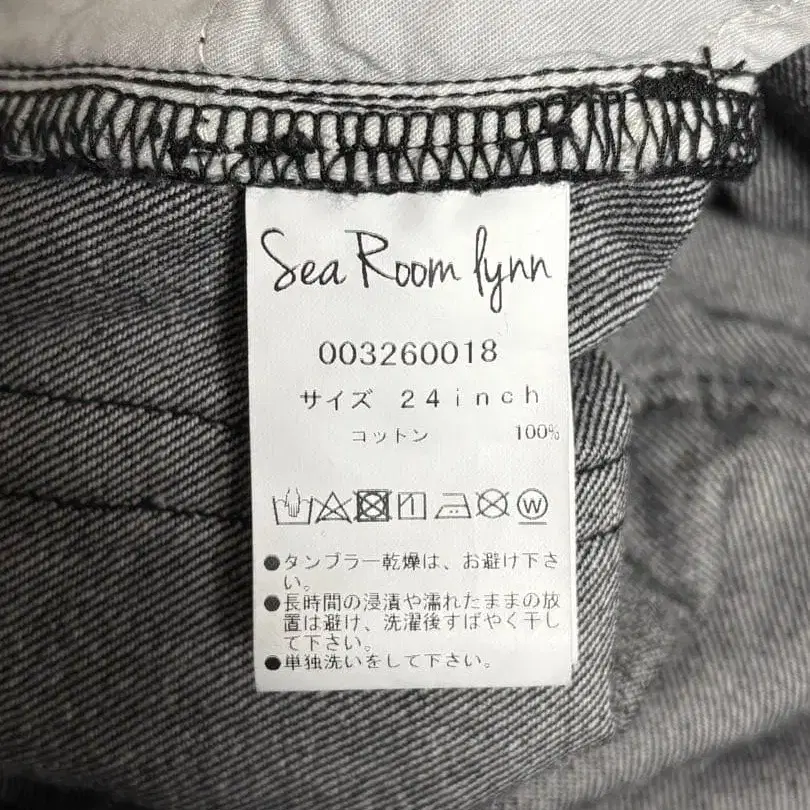 Sea Room lynn
003260018
サイズ 24inch
コットン 100%
W
●タンブラー乾燥は、お避け下さ
い。
●長時間の浸漬や濡れたままの放
置は避け、洗濯後すばやく干し
て下さい。
●単独洗いをして下さい。